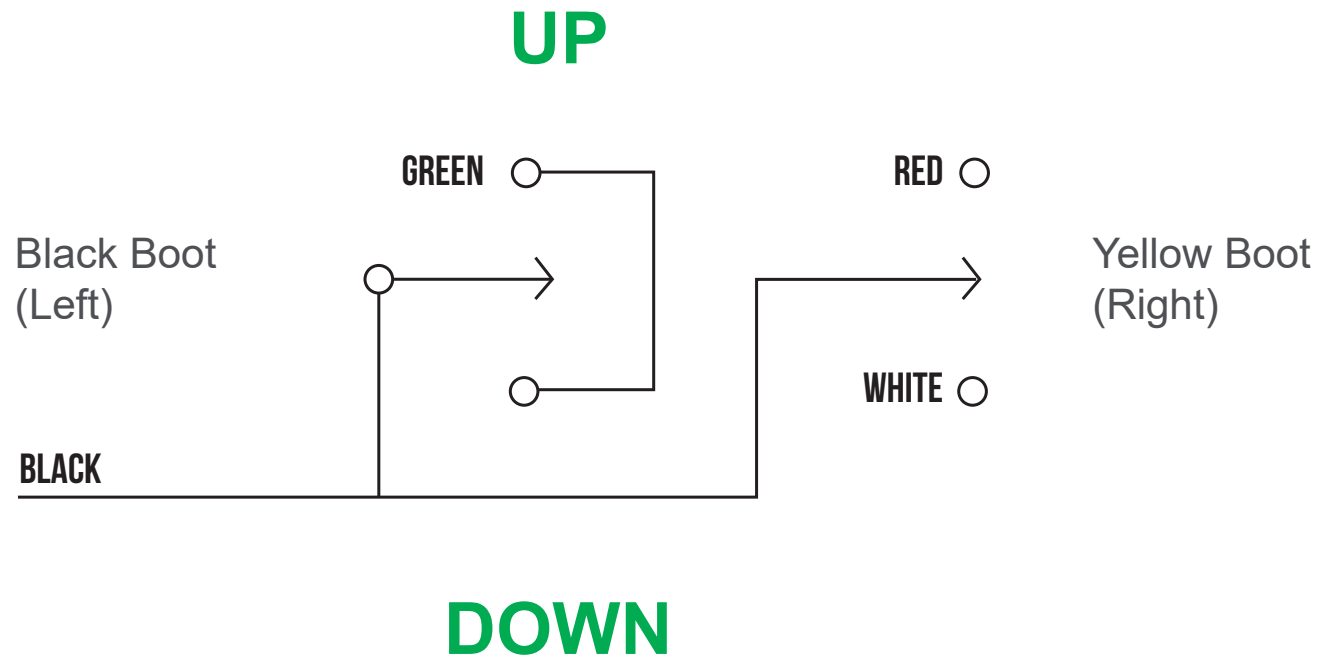 UP
GREEN
RED
Black Boot
(Left)
Yellow Boot
(Right)
WHITE
BLACK
DOWN